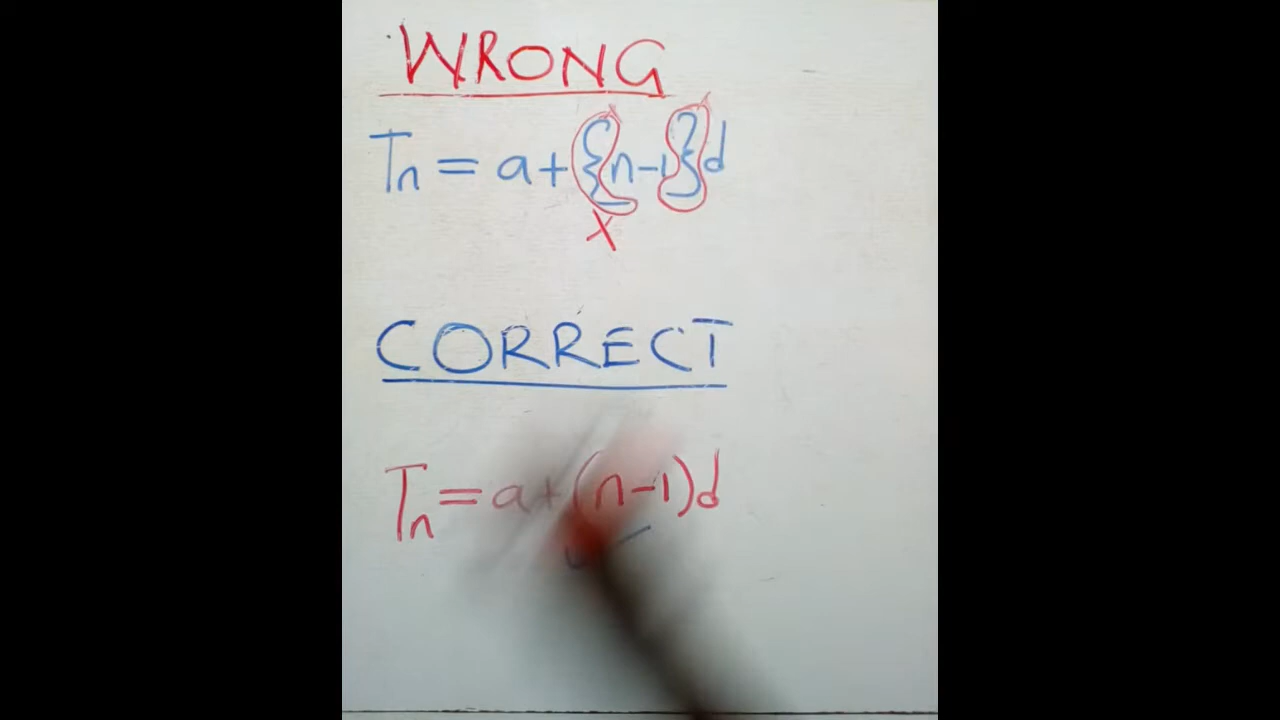 WRONG
Tn = a+{n-1}d
X
CORRECT
Tn = a+(n-1)d